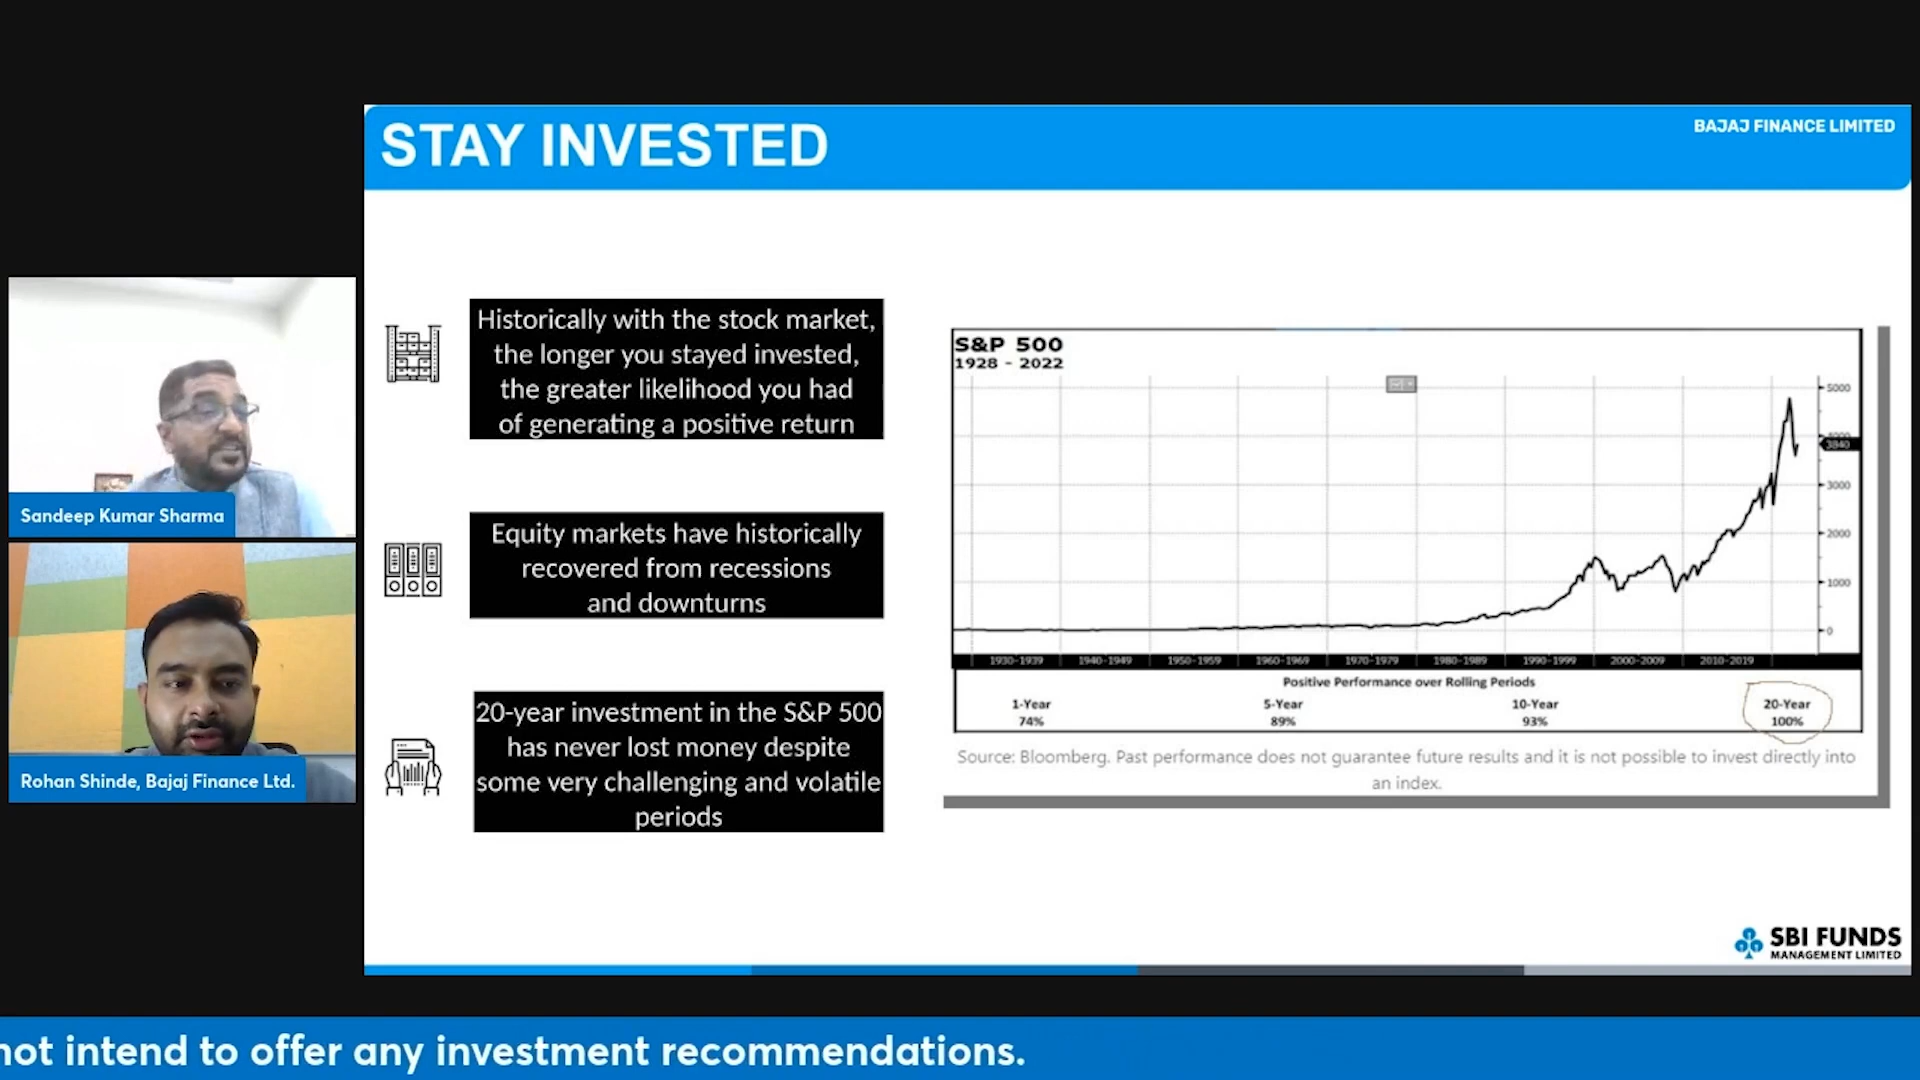 STAY INVESTED
BAJAJ FINANCE LIMITED
Historically with the stock market,
the longer you stayed invested,
the greater likelihood you had
of generating a positive return
Equity markets have historically
recovered from recessions
and downturns
20-year investment in the S&P 500
has never lost money despite
some very challenging and volatile
periods
S&P 500
1928 - 2022
5000
3840
3000
2000
1000
0
1930-1939 1940-1949 1950-1959 1960-1969 1970-1979 1980-1989 1990-1999 2000-2009 2010-2019
Positive Performance over Rolling Periods
1-Year 5-Year 10-Year 20-Year
74% 89% 93% 100%
Source: Bloomberg. Past performance does not guarantee future results and it is not possible to invest directly into
an index.
Sandeep Kumar Sharma
Rohan Shinde, Bajaj Finance Ltd.
SBI FUNDS
MANAGEMENT LIMITED
not intend to offer any investment recommendations.